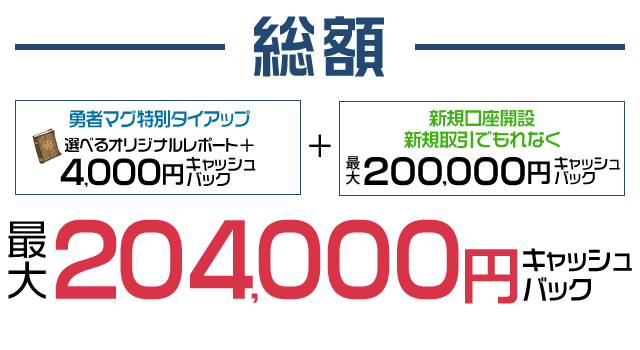 総額
勇者マグ特別タイアップ
選べるオリジナルレポート＋
4,000円キャッシュバック
＋
新規口座開設
新規取引でもれなく
最大200,000円キャッシュバック
最大204,000円キャッシュバック